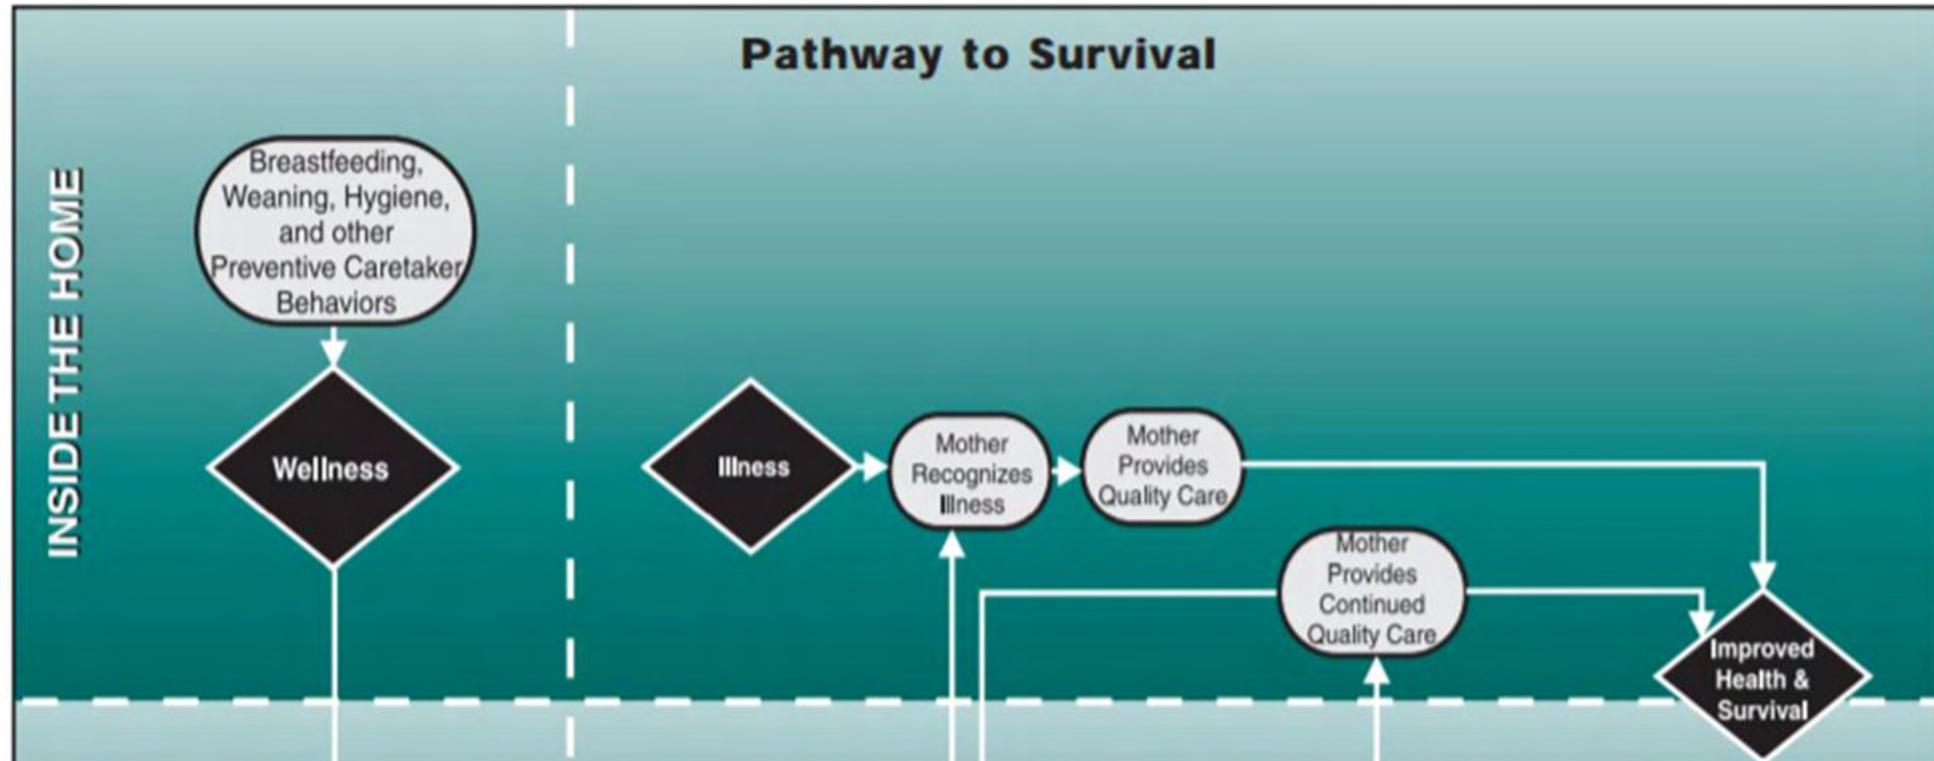 Pathway to Survival
INSIDE THE HOME
Breastfeeding,
Weaning, Hygiene,
and other
Preventive Caretaker
Behaviors
Wellness
Illness
Mother
Recognizes
Illness
Mother
Provides
Quality Care
Mother
Provides
Continued
Quality Care
Improved
Health &
Survival